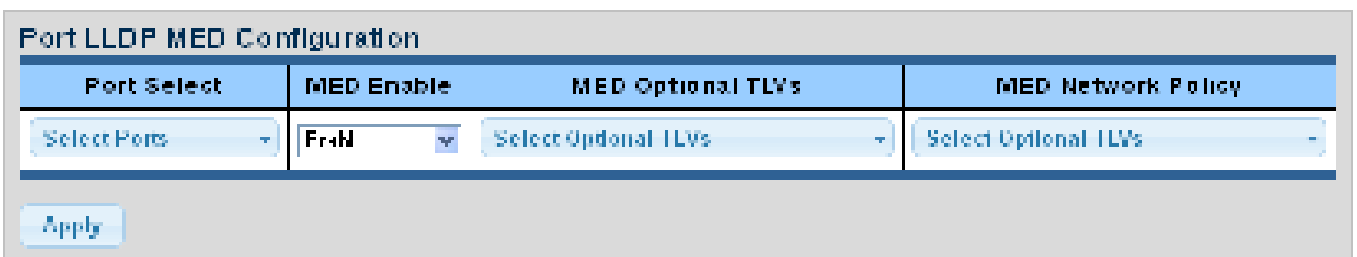 Port LLDP MED Configuration
Port Select MED Enable MED Optional TLVs MED Network Policy
Select Ports Select Optional TLVs Select Optional TLVs
Apply